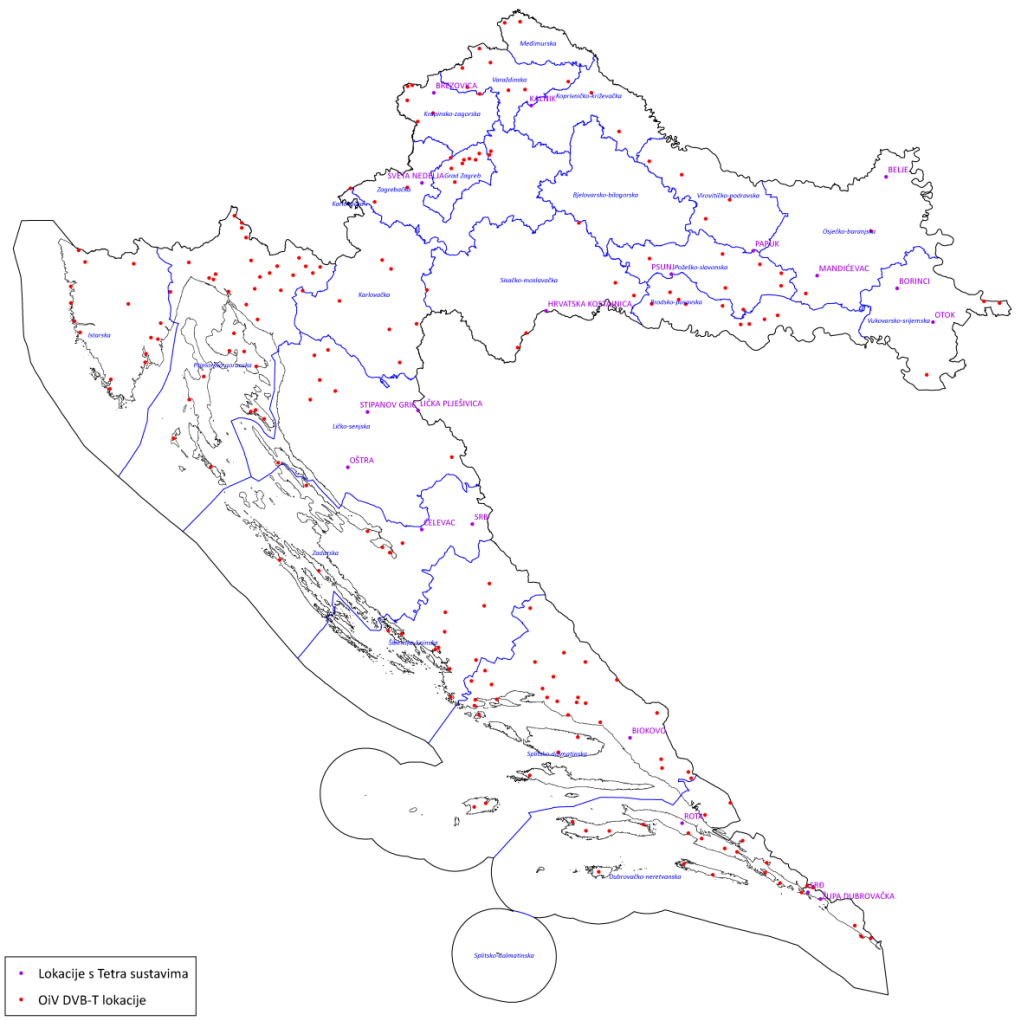 Međimurska
Varaždinska
BREZOVICA
KALNIK
Koprivničko-križevačka
Krapinsko-zagorska
BELJE
SVETA NEDELJA
Grad Zagreb
Zagrebačka
Bjelovarsko-bilogorska
Virovitičko-podravska
Osječko-baranjska
PAPUK
PSUNJ
Požeško-slavonska
MANDIĆEVAC
BORINCI
Sisačko-moslavačka
Karlovačka
HRVATSKA KOSTAJNICA
Brodsko-posavska
OTOK
Vukovarsko-srijemska
Istarska
Primorsko-goranska
STIPANOV GRIČ
LIČKA PLJEŠIVICA
Ličko-senjska
OŠTRA
ĆELEVAC
SRB
Zadarska
Šibensko-kninska
BIOKOVO
Splitsko-dalmatinska
ROTA
Dubrovačko-neretvanska
SRĐ
ŽUPA DUBROVAČKA
Splitsko-dalmatinska
Lokacije s Tetra sustavima
OiV DVB-T lokacije